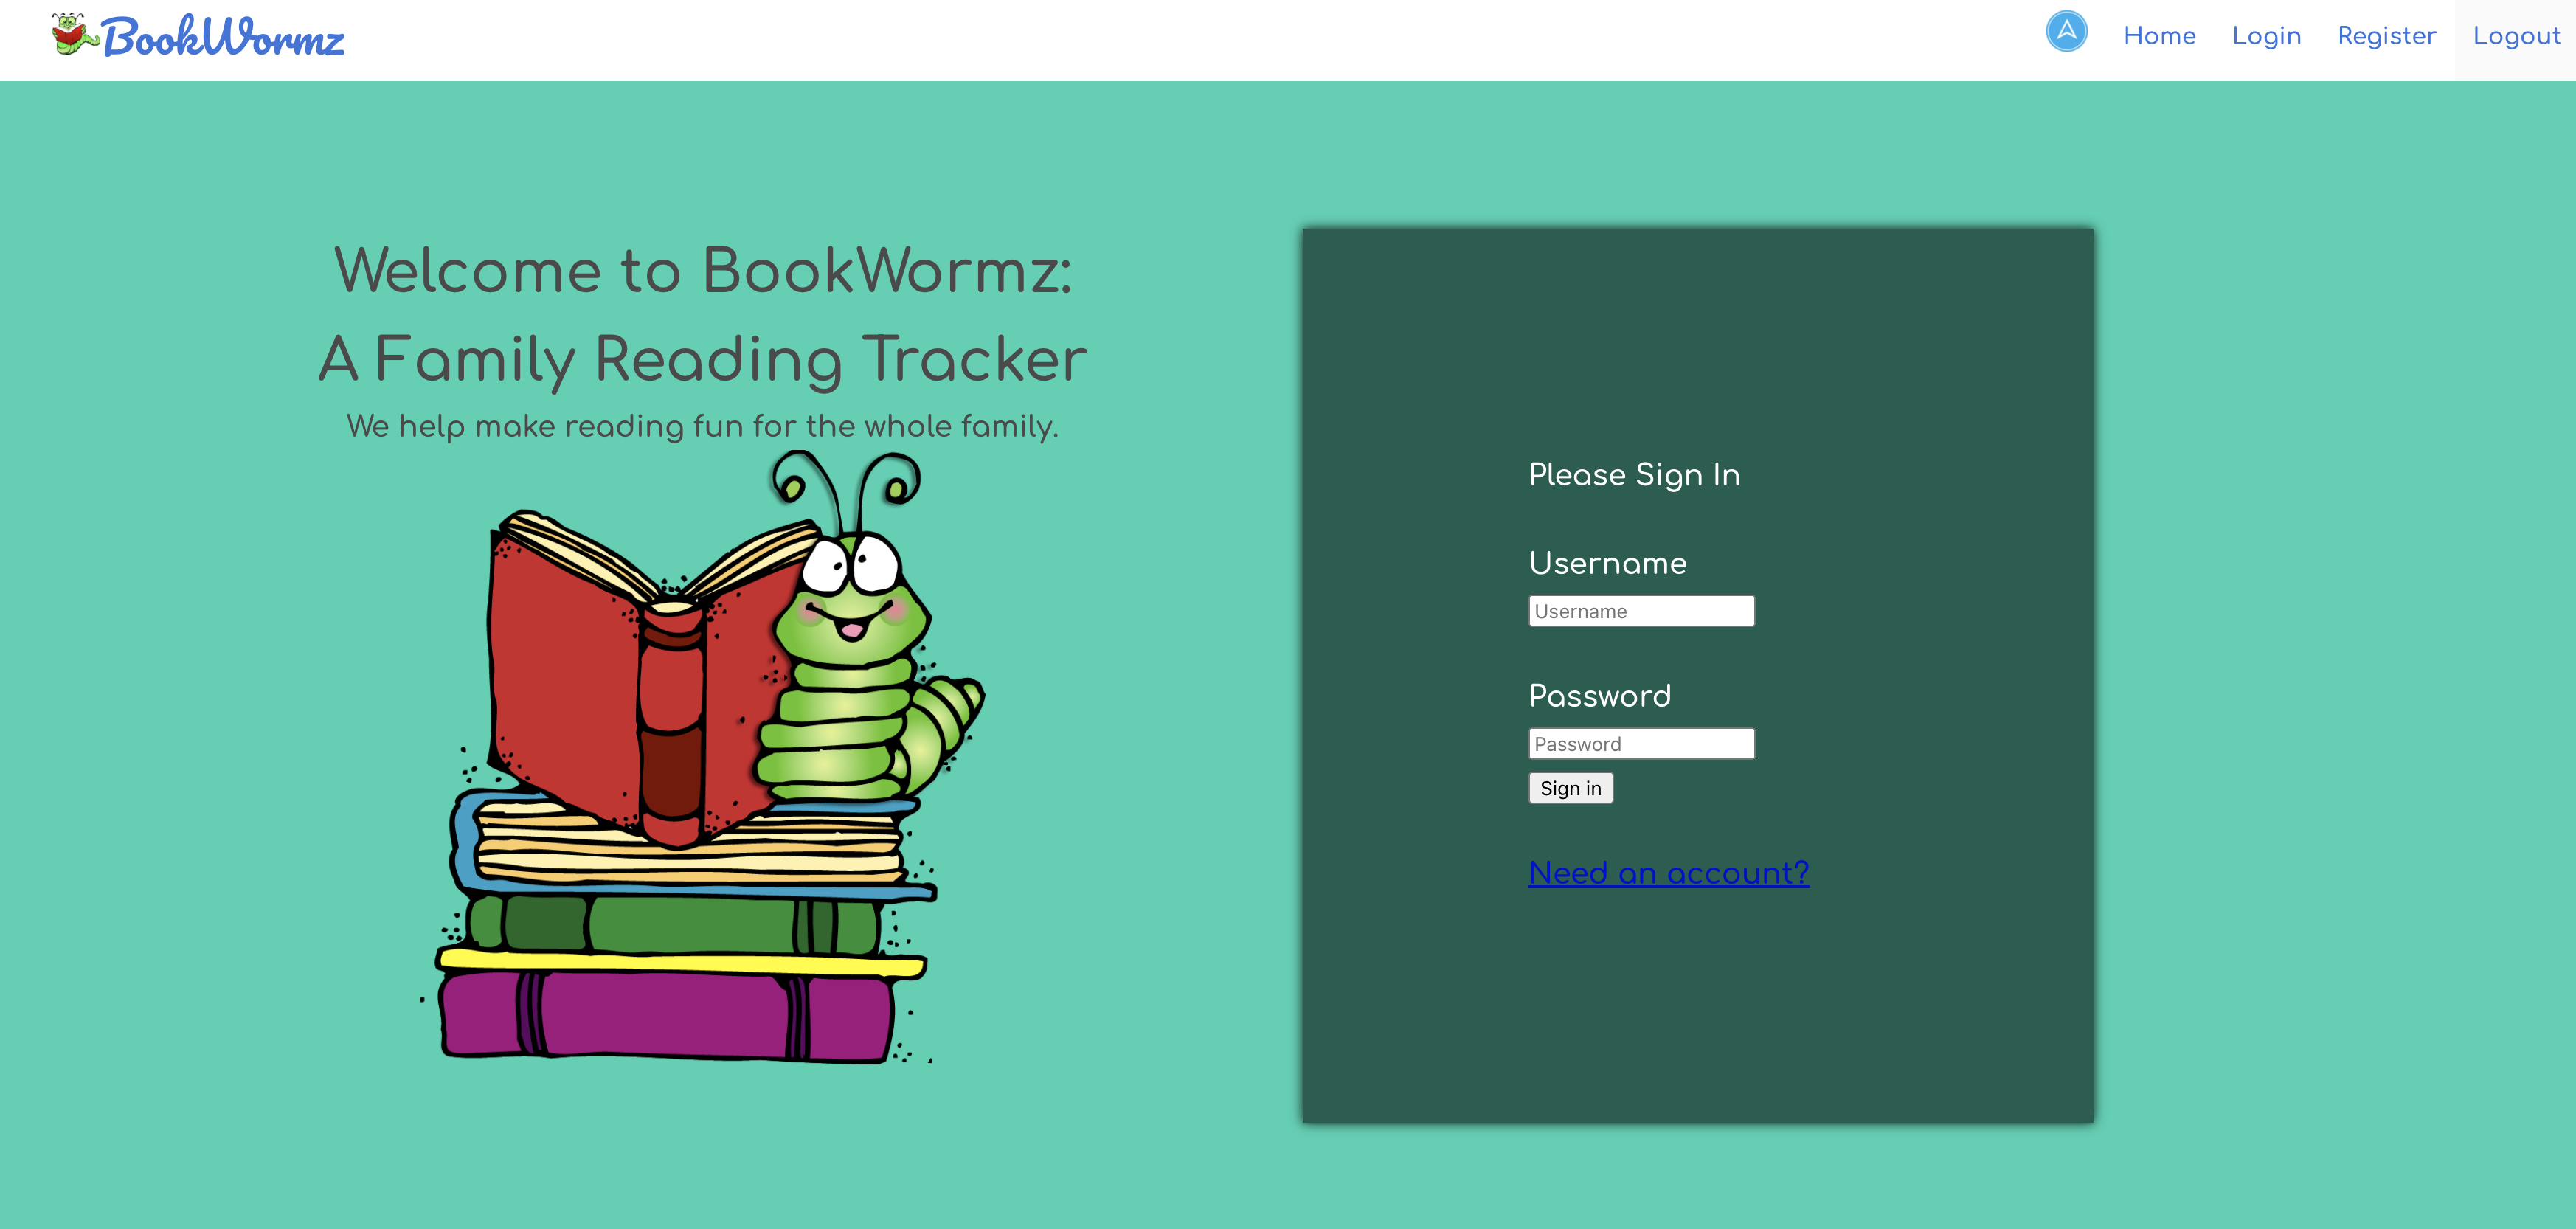 BookWormz
Home Login Register Logout
Welcome to BookWormz:
A Family Reading Tracker
We help make reading fun for the whole family.
Please Sign In
Username
Username
Password
Password
Sign in
Need an account?